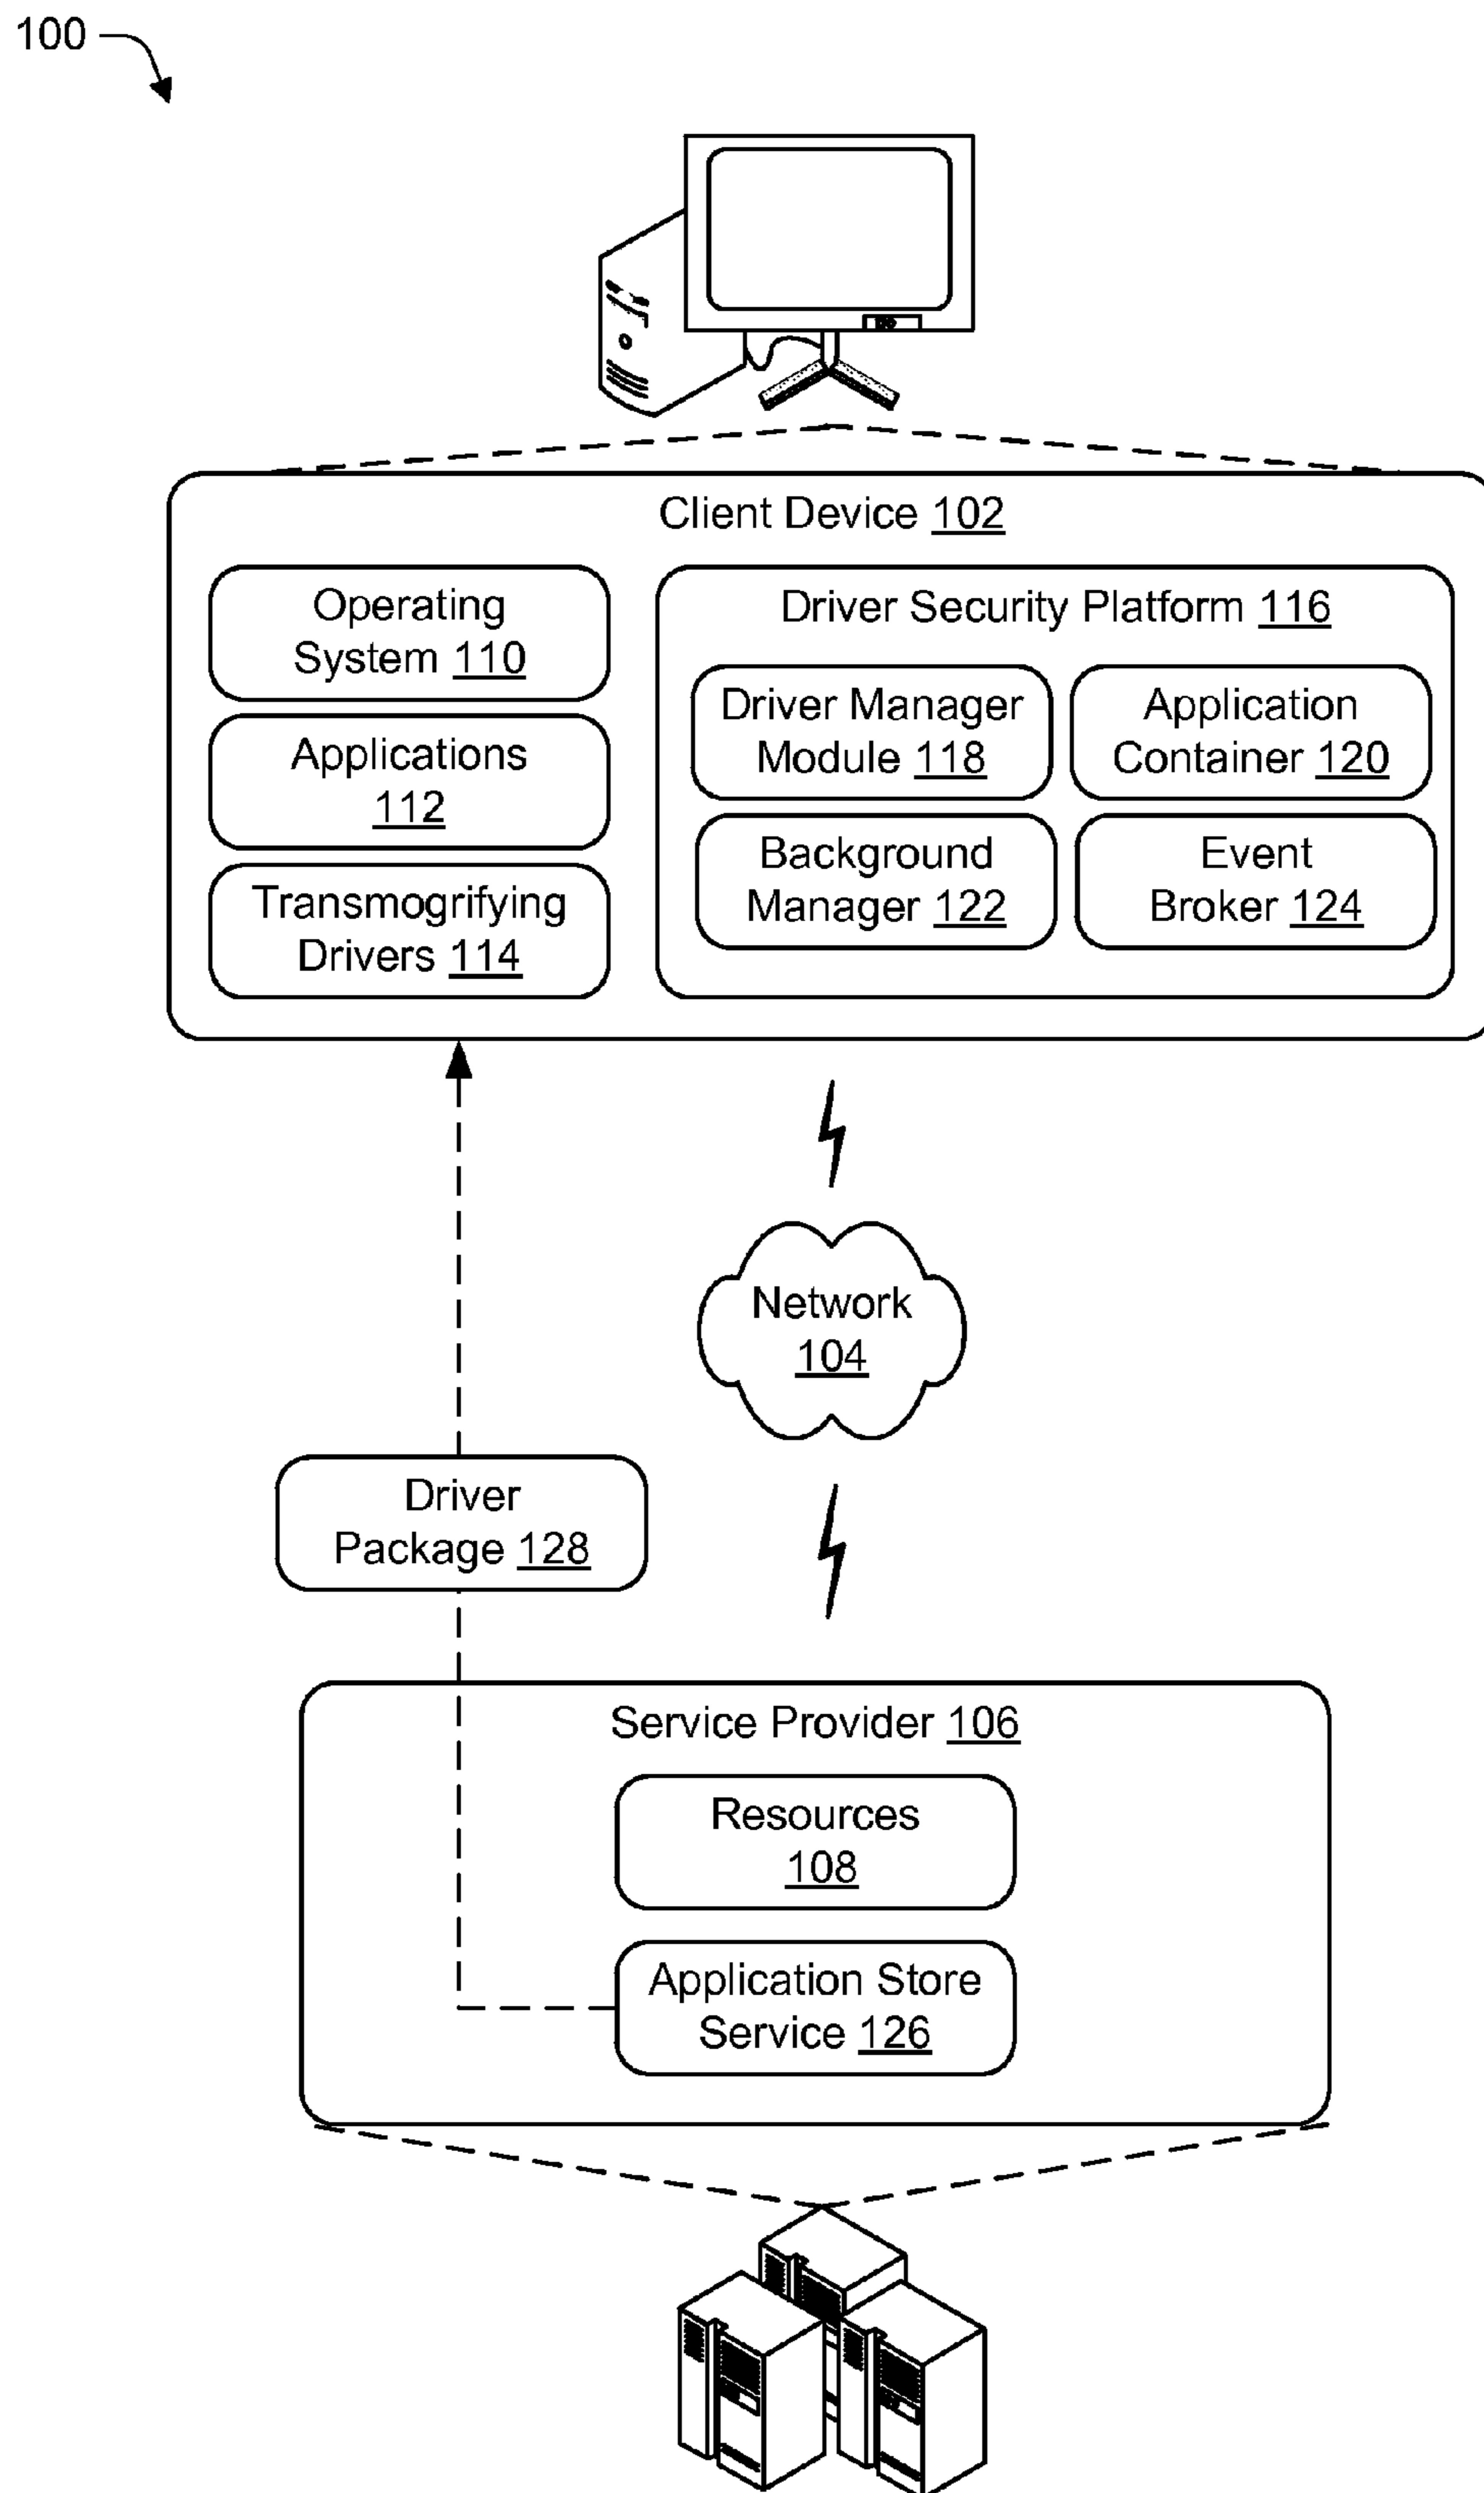 100
Client Device 102
Operating
System 110
Applications
112
Transmogrifying
Drivers 114
Driver Security Platform 116
Driver Manager
Module 118
Application
Container 120
Background
Manager 122
Event
Broker 124
Network
104
Driver
Package 128
Service Provider 106
Resources
108
Application Store
Service 126